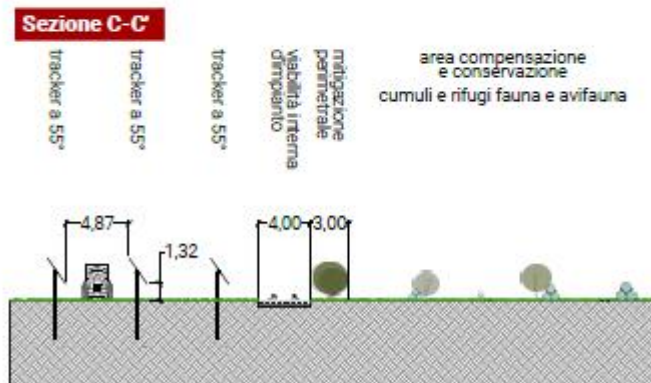 Sezione C-C'
tracker a 55°
tracker a 55°
tracker a 55°
viabilità interna
d'impianto
mitigazione
perimetrale
area compensazione
e conservazione
cumuli e rifugi fauna e avifauna
4,87
1,32
4,00
3,00